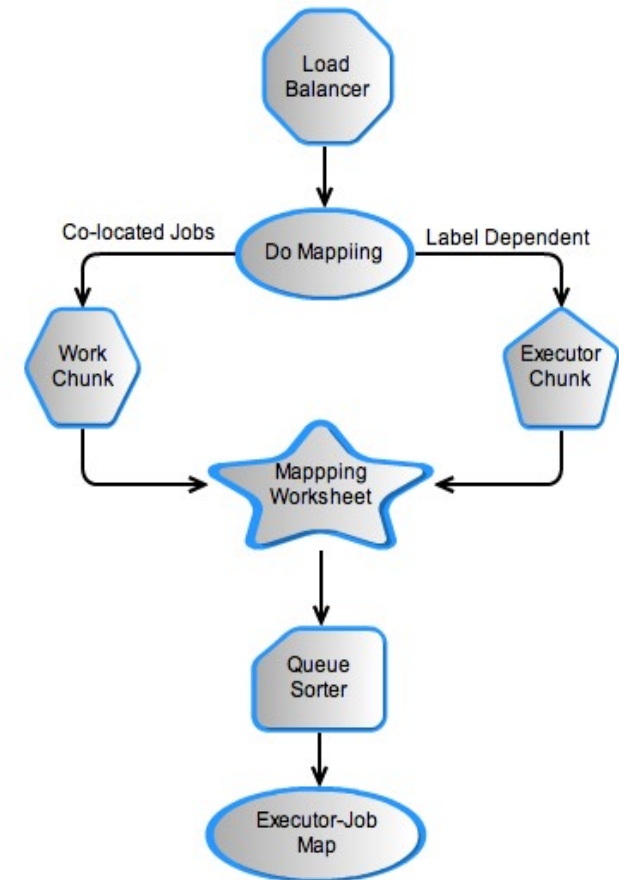 Load
Balancer
Co-located Jobs
Do Mappiing
Label Dependent
Work
Chunk
Executor
Chunk
Mappping
Worksheet
Queue
Sorter
Executor-Job
Map